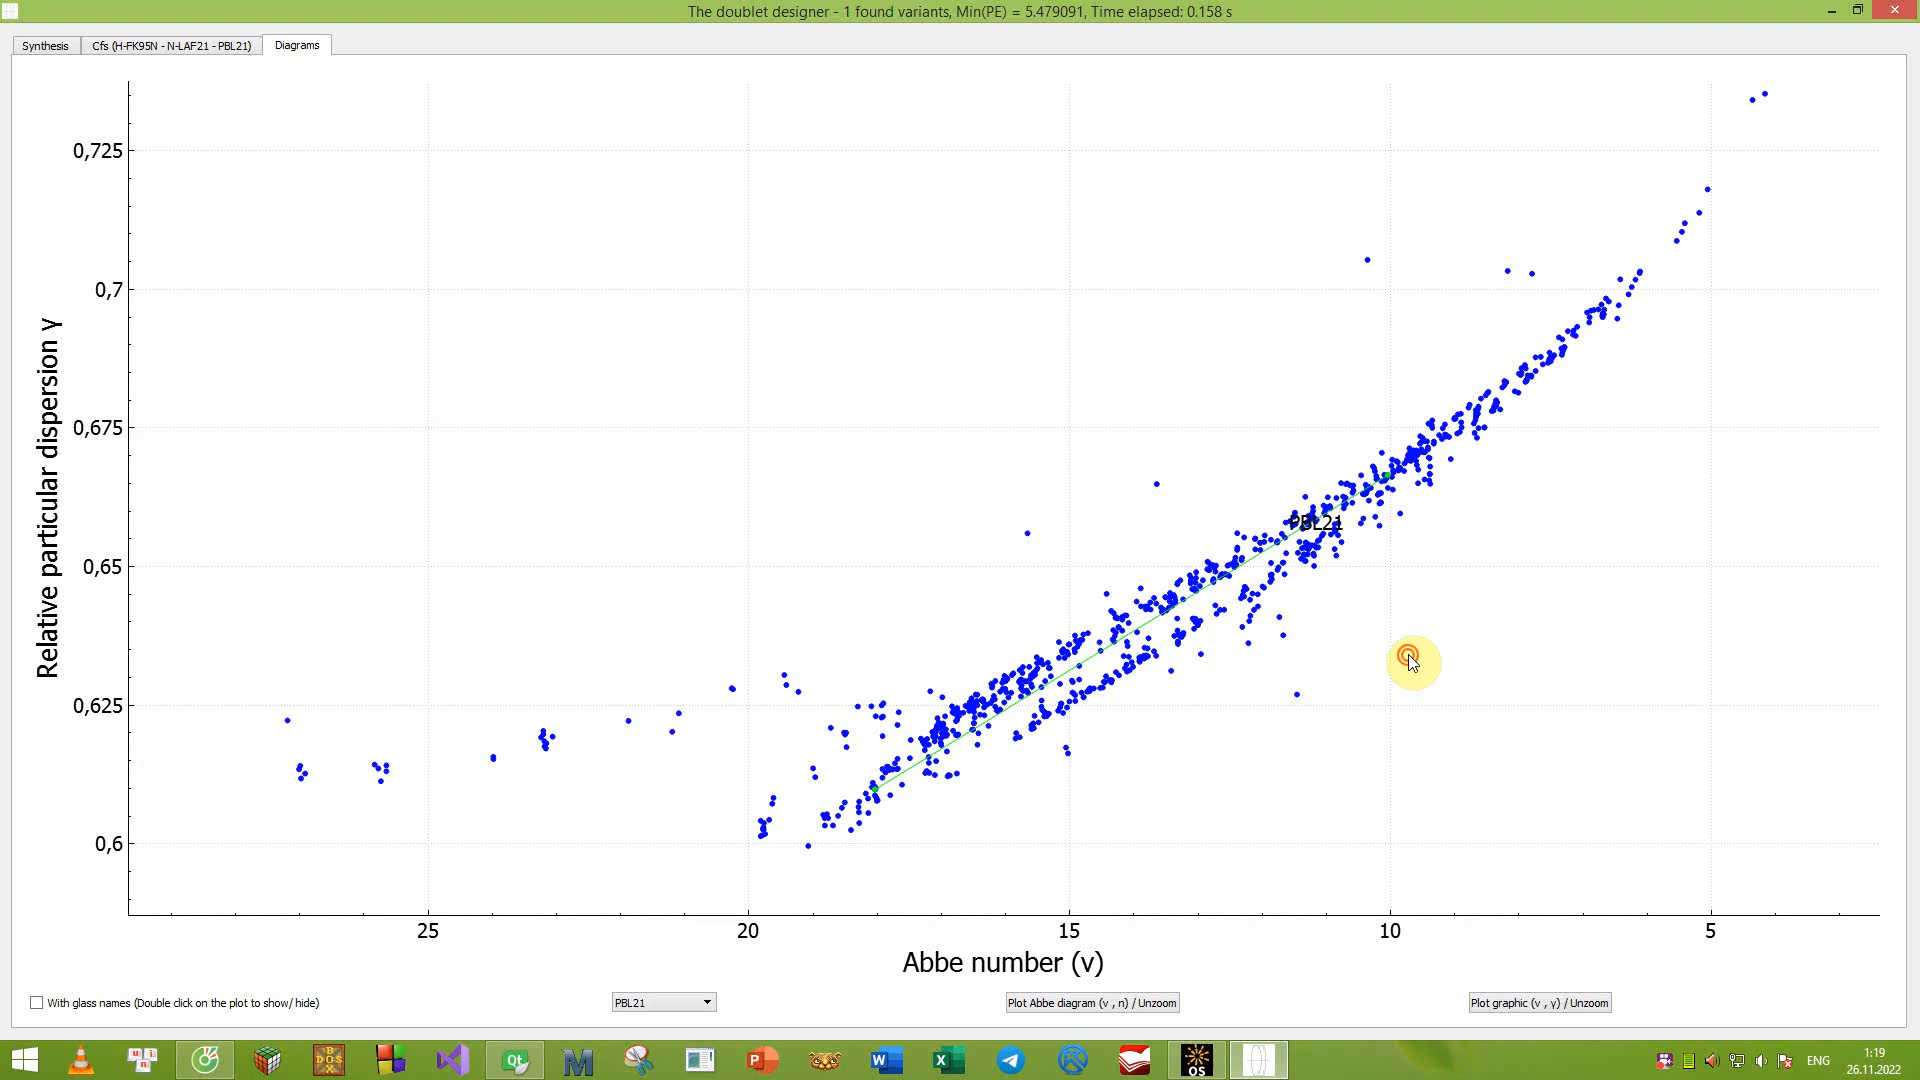 The doublet designer - 1 found variants, Min(PE) = 5.479091, Time elapsed: 0.158 s
Synthesis
Cfs (H-FK95N - N-LAF21 - PBL21)
Diagrams
0,725
0,7
0,675
0,65
0,625
0,6
Relative particular dispersion γ
PBL21
25
20
15
10
5
Abbe number (ν)
With glass names (Double click on the plot to show/ hide)
PBL21
Plot Abbe diagram (ν , n) / Unzoom
Plot graphic (ν , γ) / Unzoom
u n i
B DOS X
Qt
M
P
W
X
OS
ENG
1:19
26.11.2022